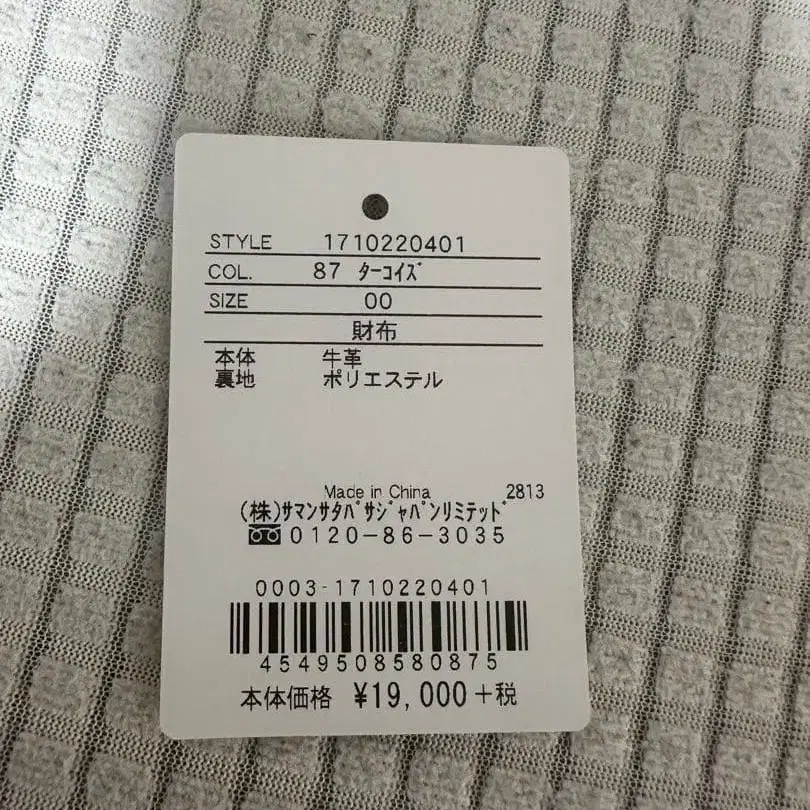 STYLE 1710220401
COL. 87 ﾀｰｺｲｽﾞ
SIZE 00
財布
本体 牛革
裏地 ポリエステル
Made in China 2813
(株)ｻﾏﾝｻﾀﾊﾞｻｼﾞｬﾊﾟﾝﾘﾐﾃｯﾄﾞ
0120-86-3035
0003-1710220401
4549508580875
本体価格 ¥19,000+税